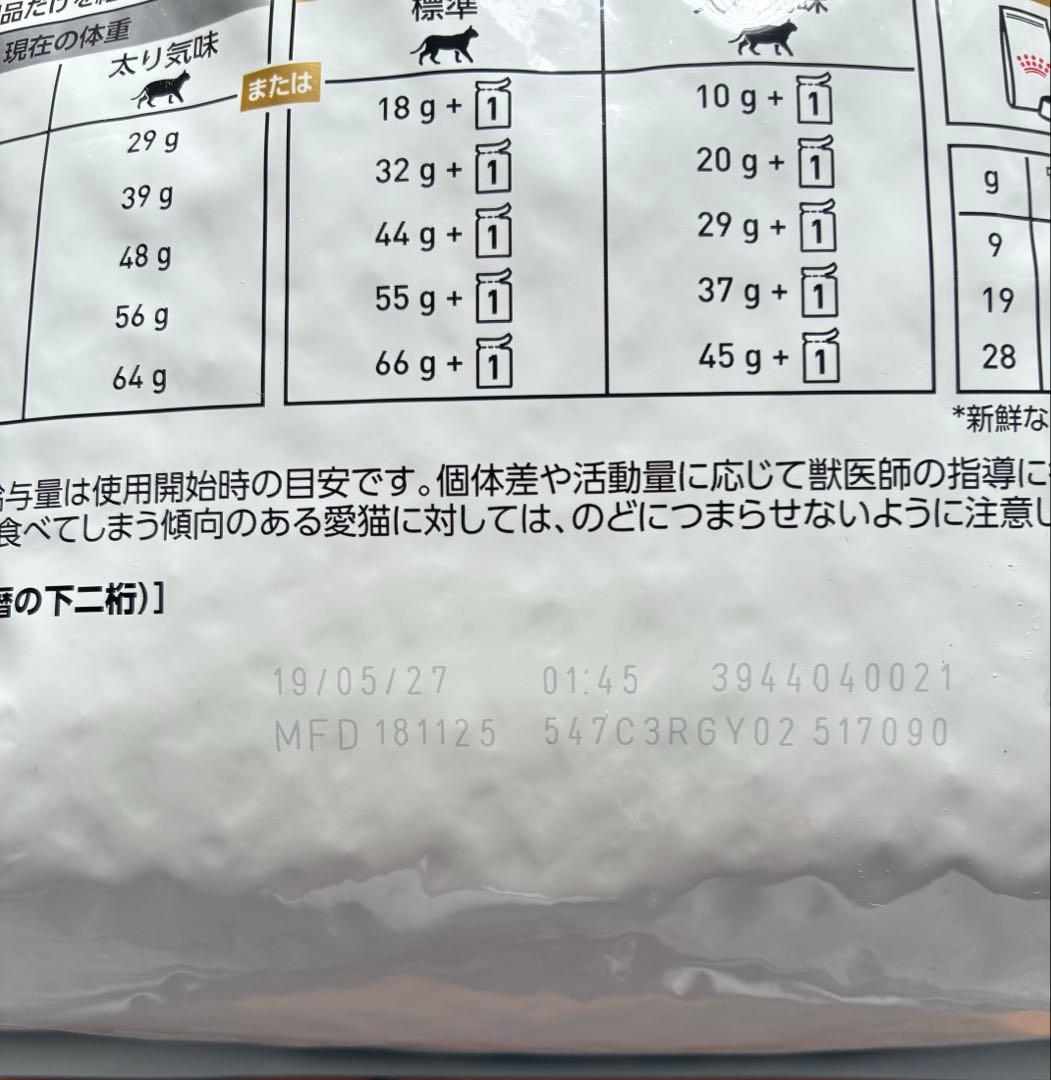 現在の体重
太り気味
または
標準
味
29 g
39 g
48 g
56 g
64 g
18 g + 1
32 g + 1
44 g + 1
55 g + 1
66 g + 1
10 g + 1
20 g + 1
29 g + 1
37 g + 1
45 g + 1
g
9
19
28
*新鮮な
与量は使用開始時の目安です。個体差や活動量に応じて獣医師の指導に
食べてしまう傾向のある愛猫に対しては、のどにつまらせないように注意し
暦の下二桁)]
19/05/27 01:45 3944040021
MFD 181125 547C3RGY02 517090